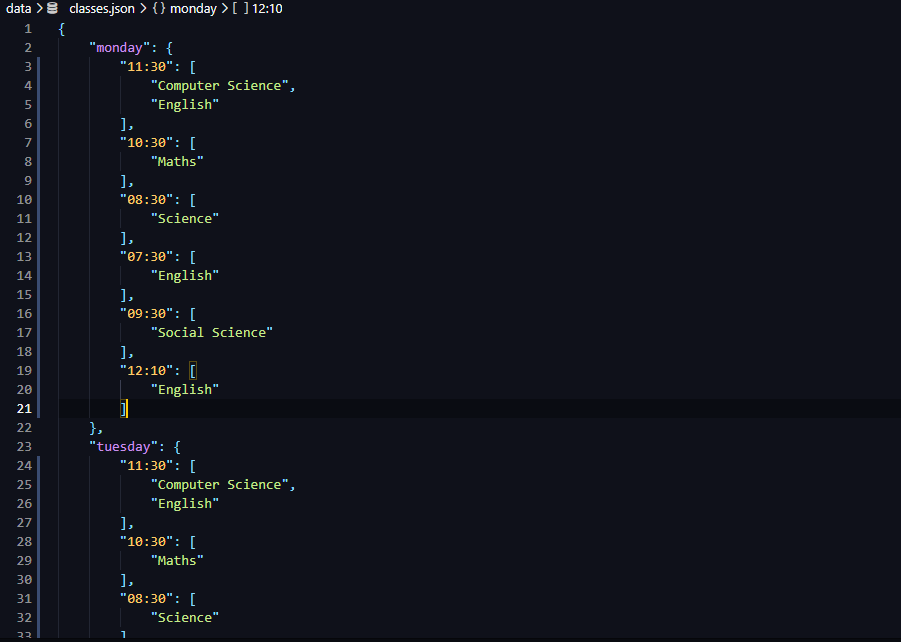 data > classes.json > {} monday > [ ] 12:10
1 {
2     "monday": {
3         "11:30": [
4             "Computer Science",
5             "English"
6         ],
7         "10:30": [
8             "Maths"
9         ],
10         "08:30": [
11             "Science"
12         ],
13         "07:30": [
14             "English"
15         ],
16         "09:30": [
17             "Social Science"
18         ],
19         "12:10": [
20             "English"
21         ]
22     },
23     "tuesday": {
24         "11:30": [
25             "Computer Science",
26             "English"
27         ],
28         "10:30": [
29             "Maths"
30         ],
31         "08:30": [
32             "Science"
33         ]